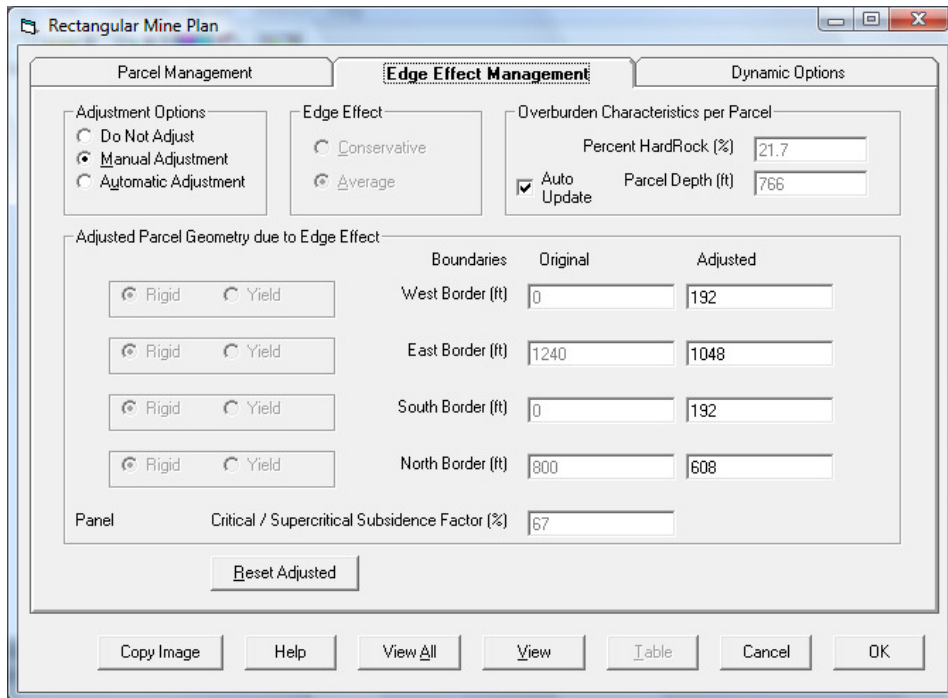 Rectangular Mine Plan
Parcel Management Edge Effect Management Dynamic Options
Adjustment Options Edge Effect Overburden Characteristics per Parcel
Do Not Adjust
Manual Adjustment
Automatic Adjustment
Conservative
Average
Percent HardRock (%) 21.7
Auto Update
Parcel Depth (ft) 766
Adjusted Parcel Geometry due to Edge Effect
Boundaries Original Adjusted
Rigid Yield West Border (ft) 0 192
Rigid Yield East Border (ft) 1240 1048
Rigid Yield South Border (ft) 0 192
Rigid Yield North Border (ft) 800 608
Panel Critical / Supercritical Subsidence Factor (%) 67
Reset Adjusted
Copy Image Help View All View Table Cancel OK